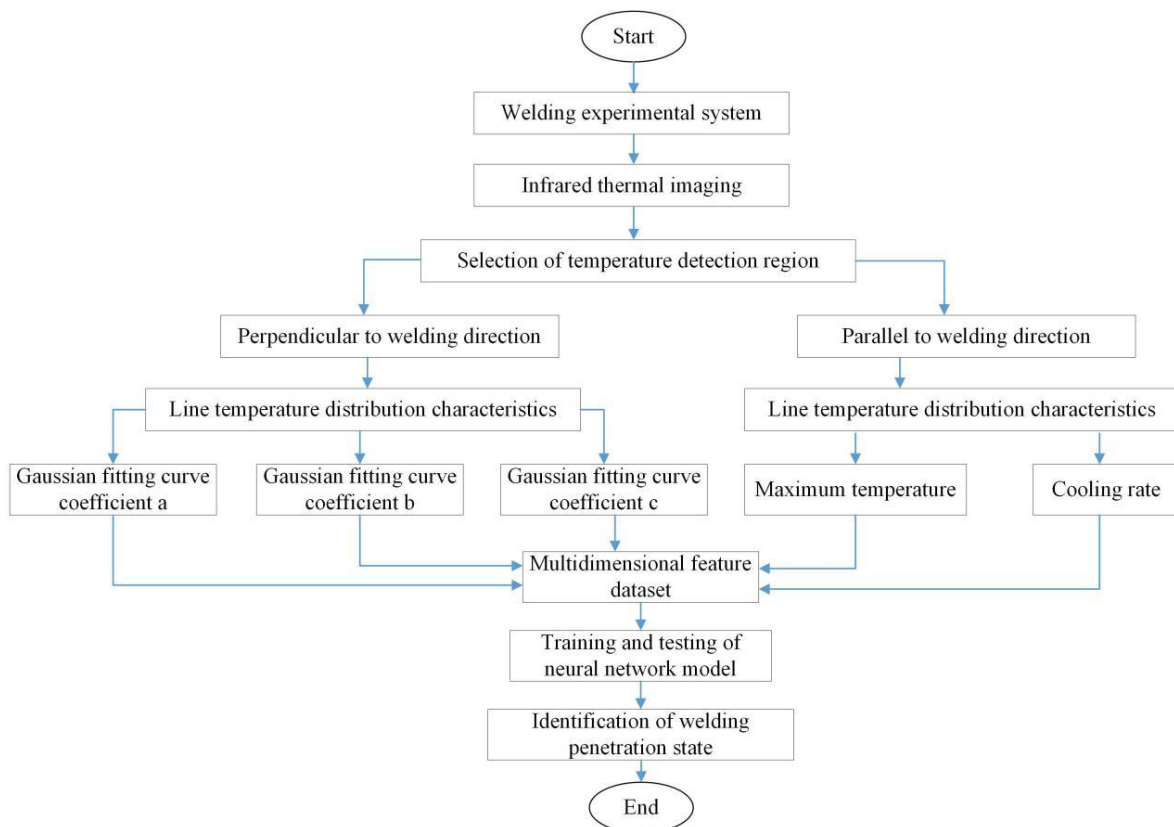 Start
Welding experimental system
Infrared thermal imaging
Selection of temperature detection region
Perpendicular to welding direction
Parallel to welding direction
Line temperature distribution characteristics
Line temperature distribution characteristics
Gaussian fitting curve
coefficient a
Gaussian fitting curve
coefficient b
Gaussian fitting curve
coefficient c
Maximum temperature
Cooling rate
Multidimensional feature
dataset
Training and testing of
neural network model
Identification of welding
penetration state
End